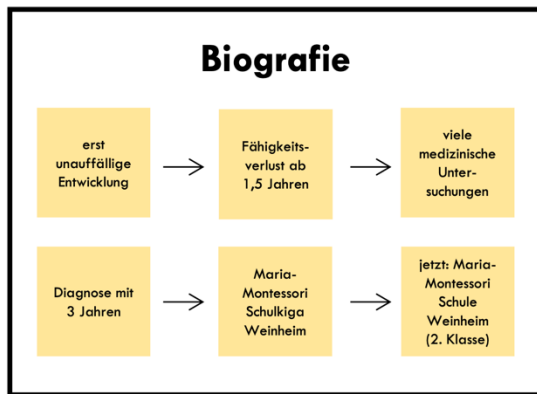 Biografie
erst
unauffällige
Entwicklung
Fähigkeits-
verlust ab
1,5 Jahren
viele
medizinische
Unter-
suchungen
Diagnose mit
3 Jahren
Maria-
Montessori
Schulkiga
Weinheim
jetzt: Maria-
Montessori
Schule
Weinheim
(2. Klasse)